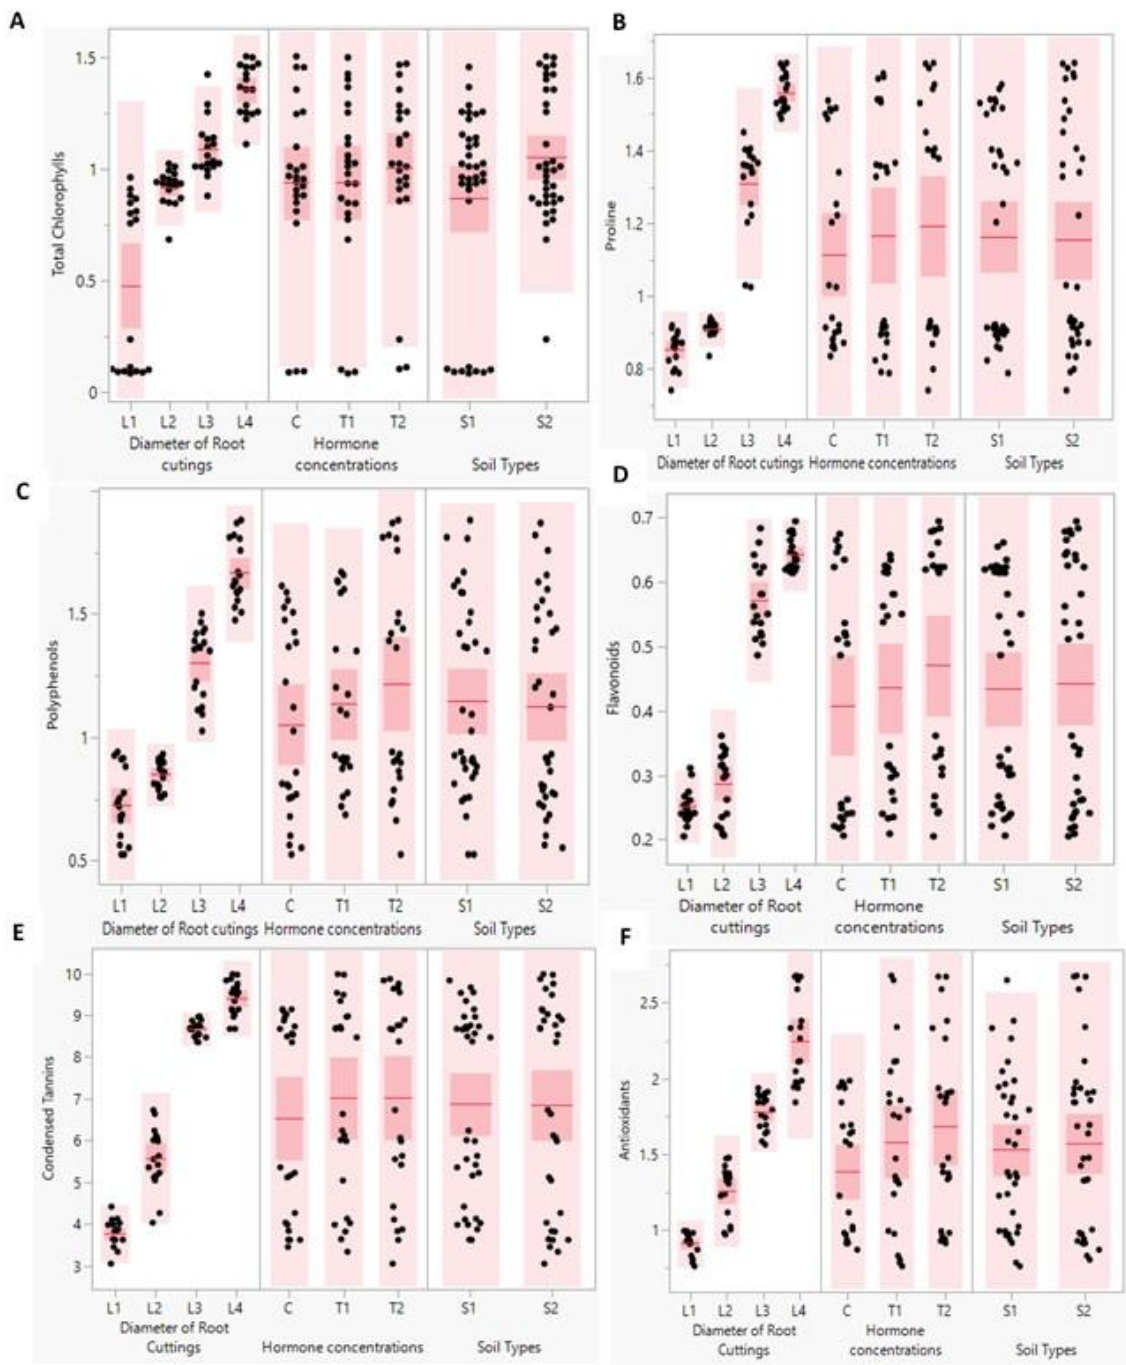 A
Total Chlorophylls
1.5
1
0.5
0
L1 L2 L3 L4 C T1 T2 S1 S2
Diameter of Root cutings Hormone concentrations Soil Types
B
Proline
1.6
1.4
1.2
1
0.8
L1 L2 L3 L4 C T1 T2 S1 S2
Diameter of Root cutings Hormone concentrations Soil Types
C
Polyphenols
1.5
1
0.5
L1 L2 L3 L4 C T1 T2 S1 S2
Diameter of Root cutings Hormone concentrations Soil Types
D
Flavonoids
0.7
0.6
0.5
0.4
0.3
0.2
L1 L2 L3 L4 C T1 T2 S1 S2
Diameter of Root cuttings Hormone concentrations Soil Types
E
Condensed Tannins
10
9
8
7
6
5
4
3
L1 L2 L3 L4 C T1 T2 S1 S2
Diameter of Root Cuttings Hormone concentrations Soil Types
F
Antioxidants
2.5
2
1.5
1
L1 L2 L3 L4 C T1 T2 S1 S2
Diameter of Root Cuttings Hormone concentrations Soil Types